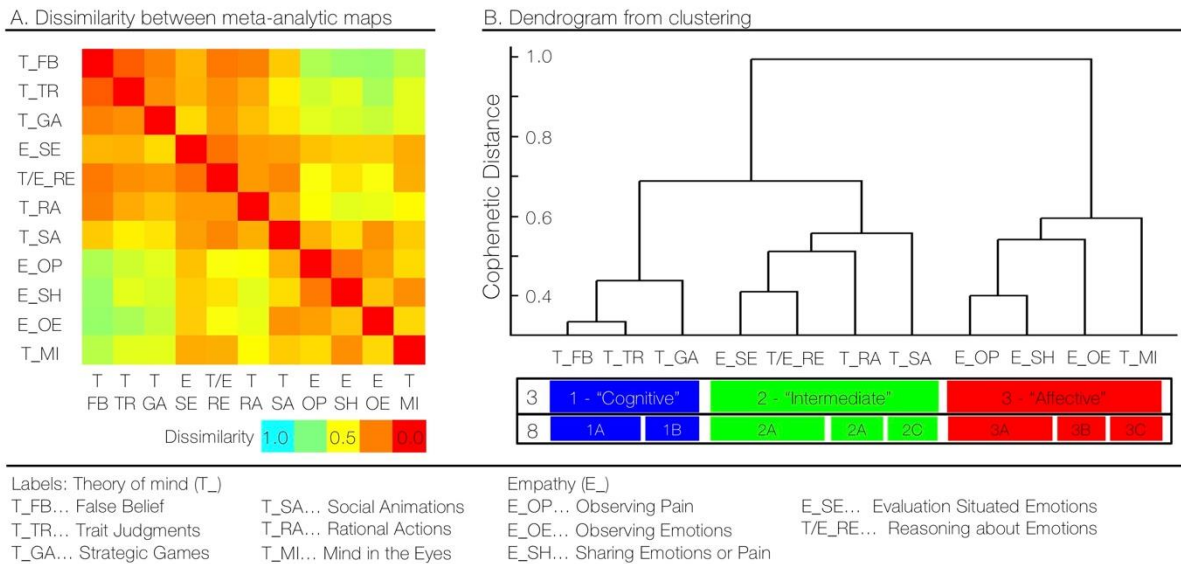 A. Dissimilarity between meta-analytic maps
T_FB
T_TR
T_GA
E_SE
T/E_RE
T_RA
T_SA
E_OP
E_SH
E_OE
T_MI
T T T E T/E T T E E E T
FB TR GA SE RE RA SA OP SH OE MI
Dissimilarity 1.0 0.5 0.0
B. Dendrogram from clustering
Cophenetic Distance
1.0
0.8
0.6
0.4
T_FB T_TR T_GA E_SE T/E_RE T_RA T_SA E_OP E_SH E_OE T_MI
3 1 - “Cognitive” 2 - “Intermediate” 3 - “Affective”
8 1A 1B 2A 2A 2C 3A 3B 3C
Labels: Theory of mind (T_)
T_FB... False Belief
T_TR... Trait Judgments
T_GA... Strategic Games
T_SA... Social Animations
T_RA... Rational Actions
T_MI... Mind in the Eyes
Empathy (E_)
E_OP... Observing Pain
E_OE... Observing Emotions
E_SH... Sharing Emotions or Pain
E_SE... Evaluation Situated Emotions
T/E_RE... Reasoning about Emotions